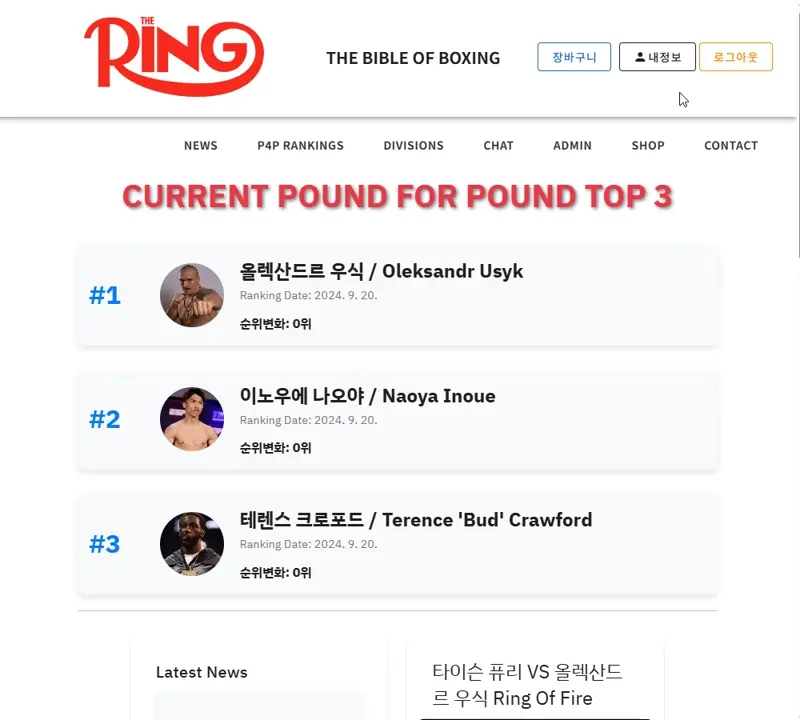 THE
RING
THE BIBLE OF BOXING
장바구니
내정보
로그아웃
NEWS
P4P RANKINGS
DIVISIONS
CHAT
ADMIN
SHOP
CONTACT
CURRENT POUND FOR POUND TOP 3
#1
올렉산드르 우식 / Oleksandr Usyk
Ranking Date: 2024. 9. 20.
순위변화: 0위
#2
이노우에 나오야 / Naoya Inoue
Ranking Date: 2024. 9. 20.
순위변화: 0위
#3
테렌스 크로포드 / Terence 'Bud' Crawford
Ranking Date: 2024. 9. 20.
순위변화: 0위
Latest News
타이슨 퓨리 VS 올렉산드
르 우식 Ring Of Fire